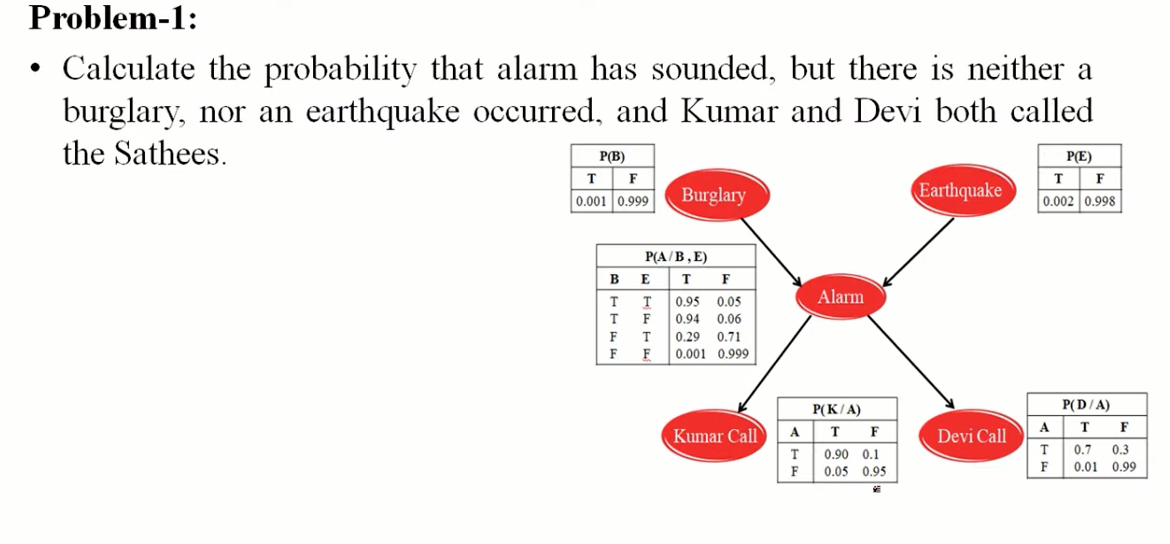 Problem-1:
• Calculate the probability that alarm has sounded, but there is neither a
burglary, nor an earthquake occurred, and Kumar and Devi both called
the Sathees.
P(B)
T F
0.001 0.999
Burglary
Earthquake
P(E)
T F
0.002 0.998
P(A/B,E)
B E T F
T T 0.95 0.05
T F 0.94 0.06
F T 0.29 0.71
F F 0.001 0.999
Alarm
Kumar Call
P(K/A)
A T F
T 0.90 0.1
F 0.05 0.95
Devi Call
P(D/A)
A T F
T 0.7 0.3
F 0.01 0.99